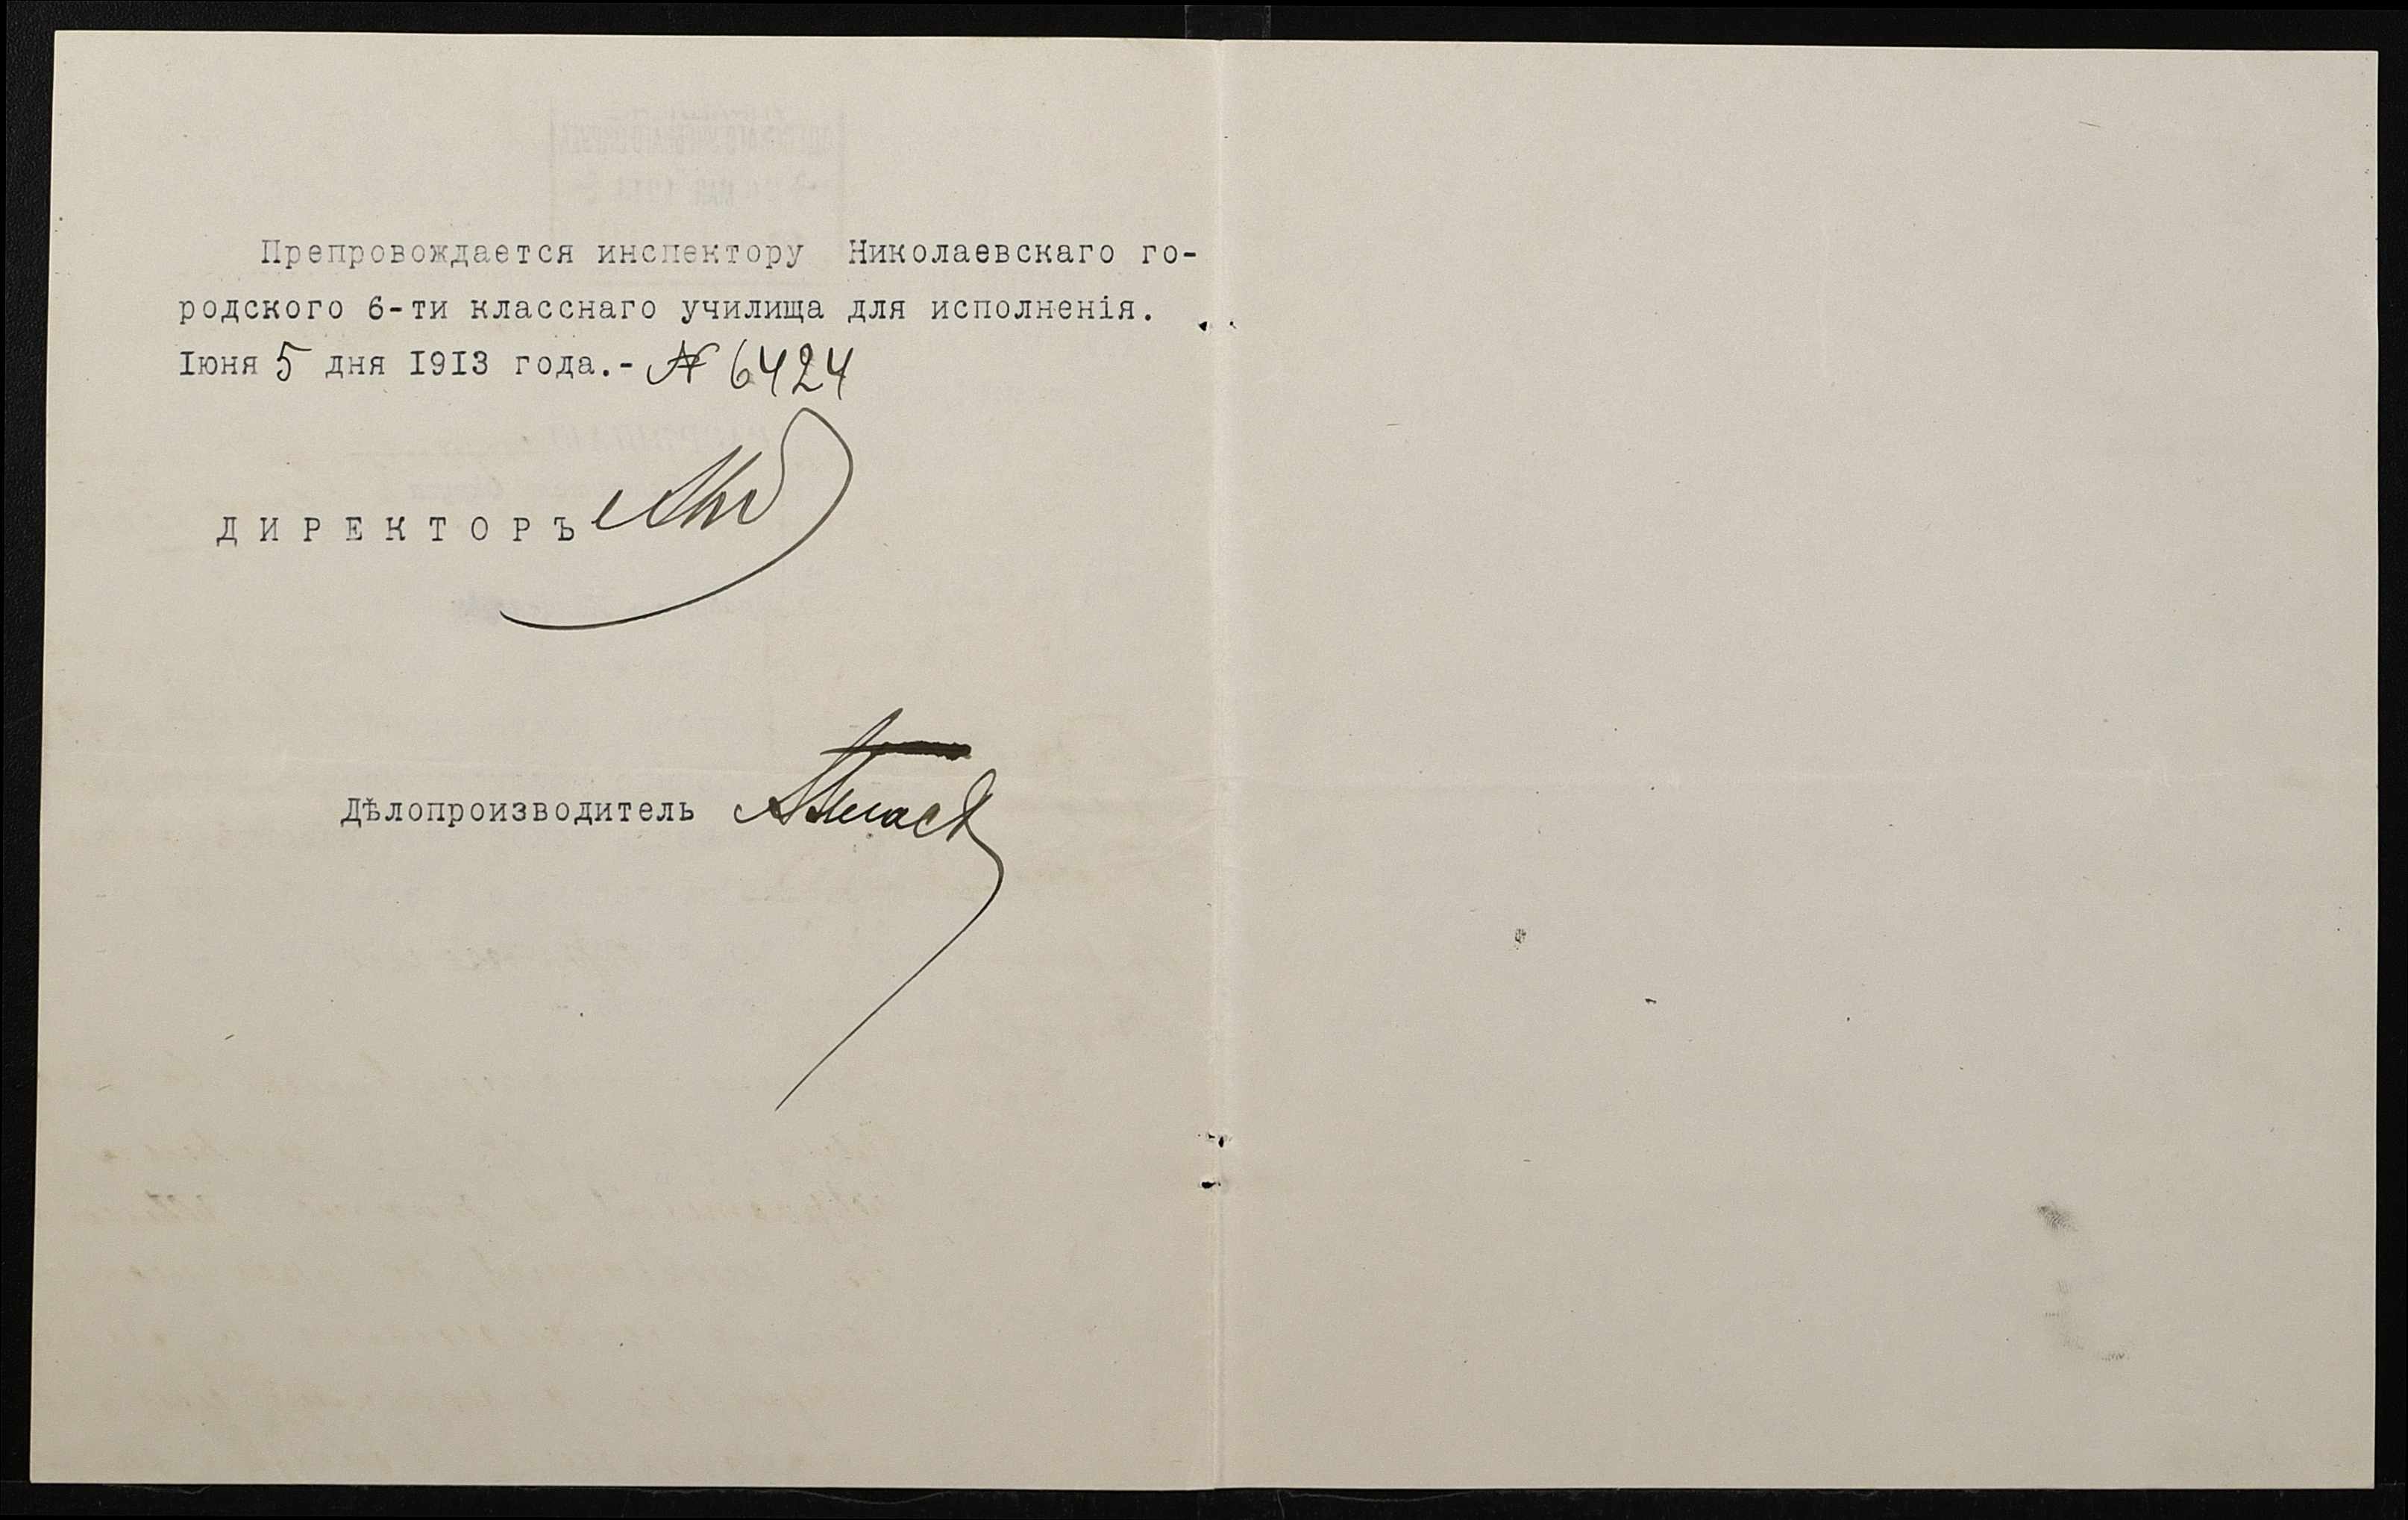 Препровождается инспектору Николаевскаго го-
родского 6-ти класснаго училища для исполненія.
Iюня 5 дня 1913 года.- № 6424
ДИРЕКТОРЪ
Дѣлопроизводитель